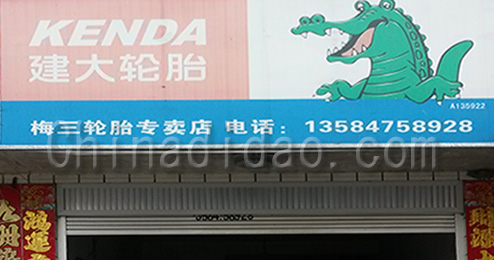 KENDA
建大轮胎
A135922
梅三轮胎专卖店 电话：13584758928
Chinadidao.com